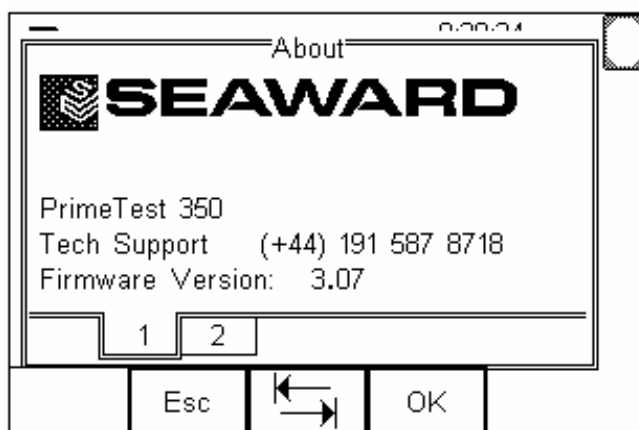 About
SEAWARD
PrimeTest 350
Tech Support (+44) 191 587 8718
Firmware Version: 3.07
1 2
Esc OK